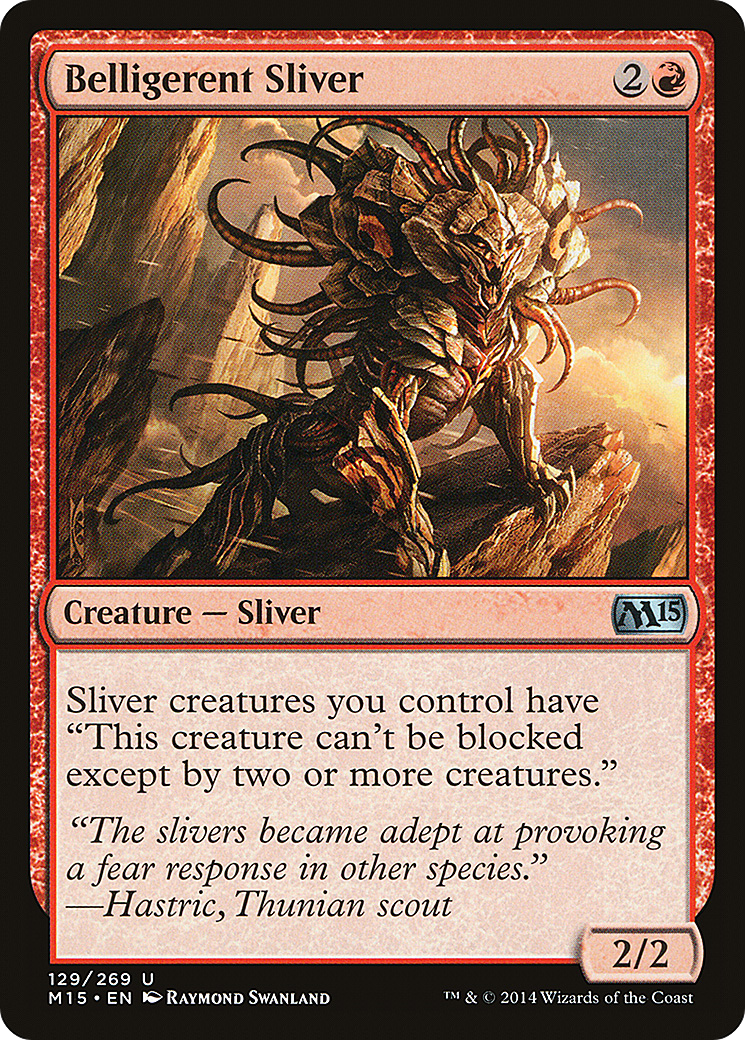 Belligerent Sliver
2
Creature — Sliver
M15
Sliver creatures you control have
“This creature can’t be blocked
except by two or more creatures.”
“The slivers became adept at provoking
a fear response in other species.”
—Hastric, Thunian scout
2/2
129/269 U
M15 • EN Raymond Swanland
™ & © 2014 Wizards of the Coast